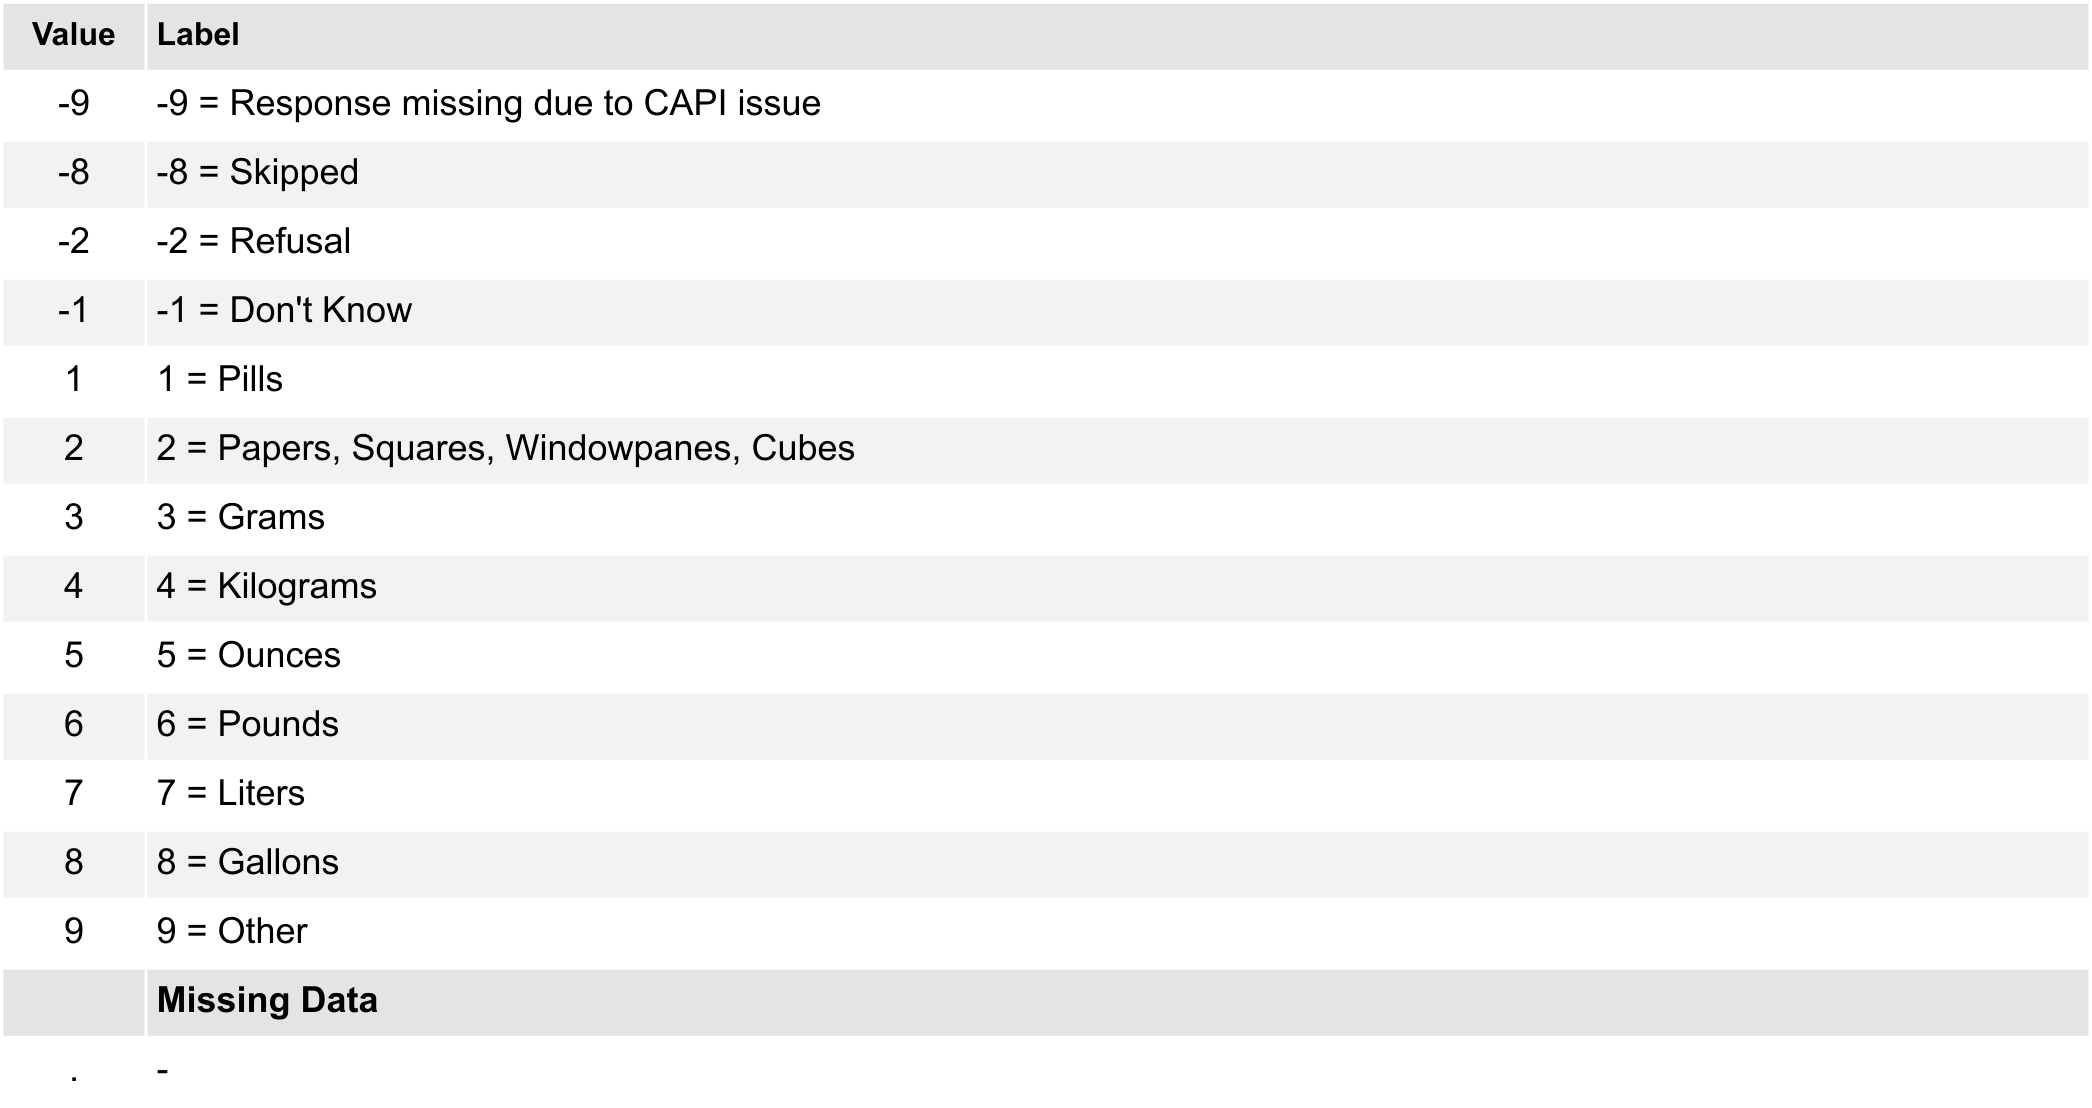 Value Label
-9 -9 = Response missing due to CAPI issue
-8 -8 = Skipped
-2 -2 = Refusal
-1 -1 = Don't Know
1 1 = Pills
2 2 = Papers, Squares, Windowpanes, Cubes
3 3 = Grams
4 4 = Kilograms
5 5 = Ounces
6 6 = Pounds
7 7 = Liters
8 8 = Gallons
9 9 = Other
Missing Data
. -